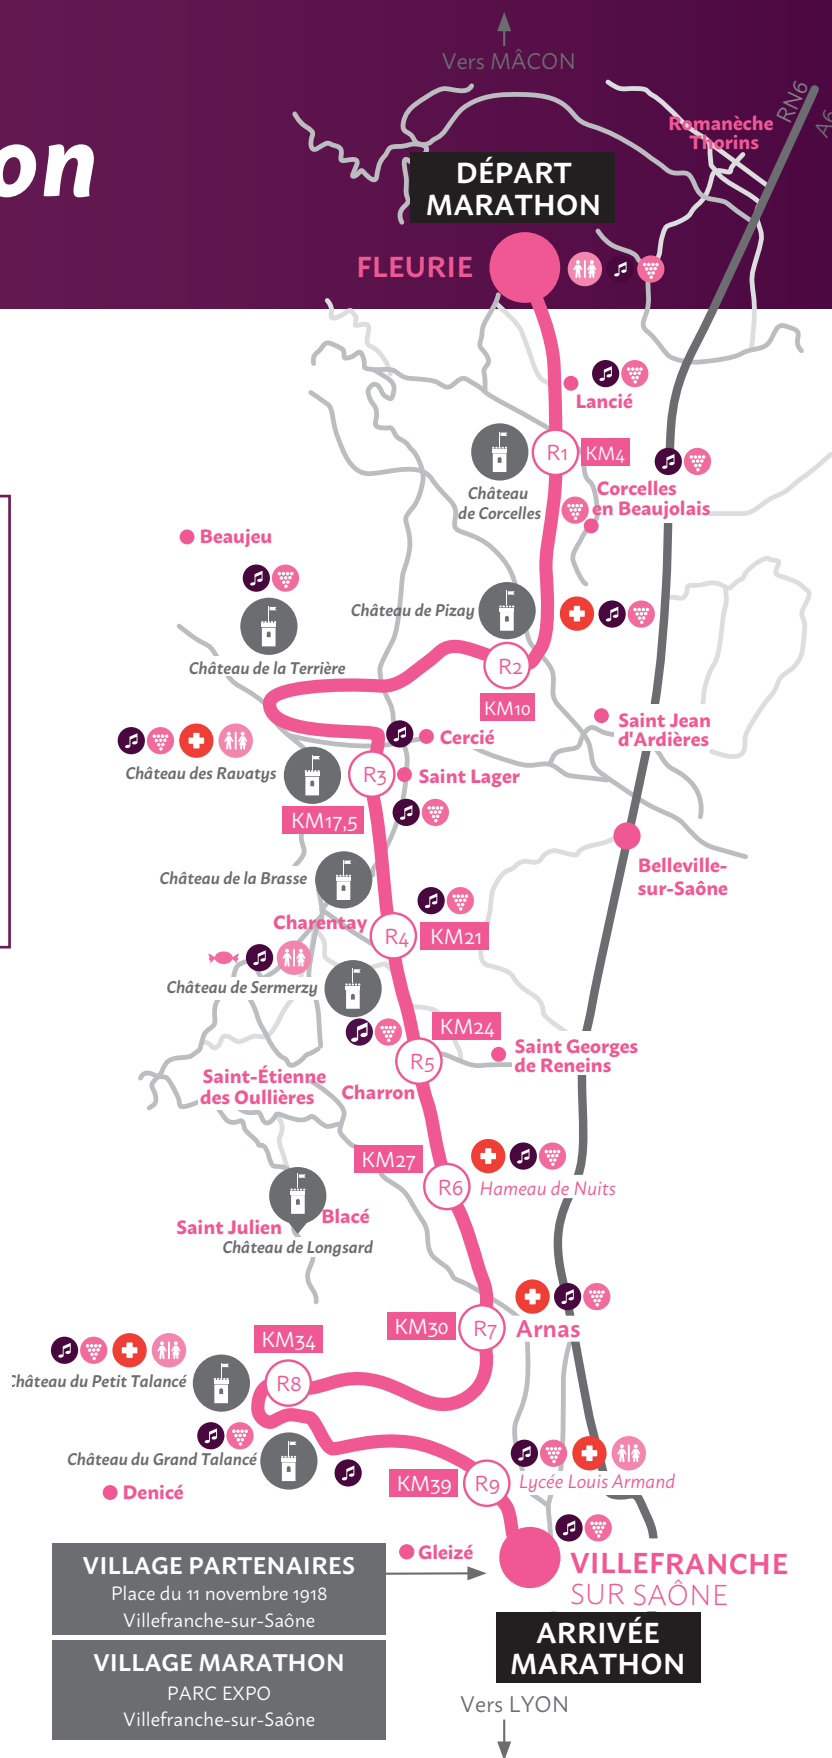 Vers MÂCON
RN6
A6
Romanèche
Thorins
on
DÉPART
MARATHON
FLEURIE
Lancié
R1
KM4
Château
de Corcelles
Corcelles
en Beaujolais
Beaujeu
Château de Pizay
Château de la Terrière
R2
KM10
Saint Jean
d'Ardières
Cercié
Château des Ravatys
R3
Saint Lager
KM17,5
Belleville-
sur-Saône
Château de la Brasse
Charentay
R4
KM21
Château de Sermerzy
KM24
R5
Saint Georges
de Reneins
Saint-Étienne
des Oullières
Charron
KM27
R6
Hameau de Nuits
Blacé
Saint Julien
Château de Longsard
KM30
R7
Arnas
KM34
R8
Château du Petit Talancé
Château du Grand Talancé
KM39
R9
Lycée Louis Armand
Denicé
Gleizé
VILLAGE PARTENAIRES
Place du 11 novembre 1918
Villefranche-sur-Saône
VILLEFRANCHE
SUR SAÔNE
ARRIVÉE
MARATHON
VILLAGE MARATHON
PARC EXPO
Villefranche-sur-Saône
Vers LYON